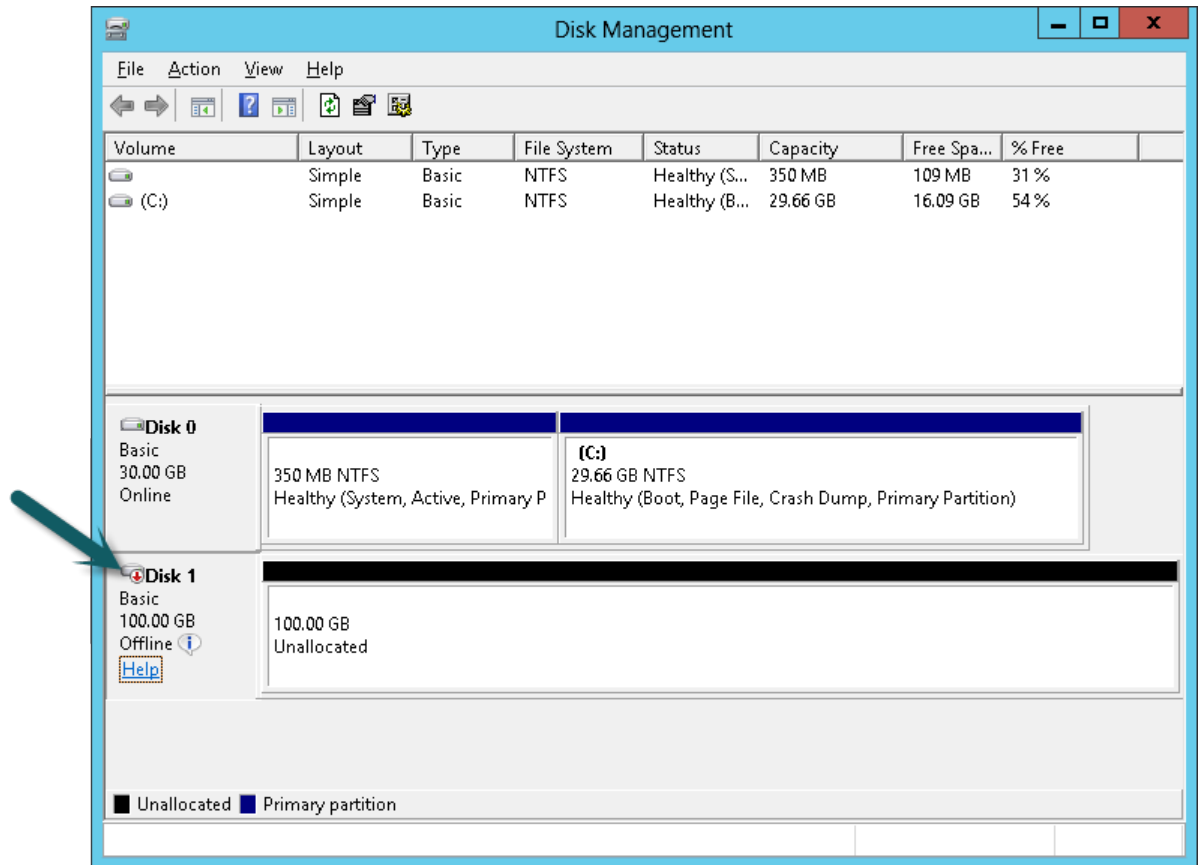 Disk Management
File Action View Help
Volume Layout Type File System Status Capacity Free Spa... % Free
Simple Basic NTFS Healthy (S... 350 MB 109 MB 31 %
(C:) Simple Basic NTFS Healthy (B... 29.66 GB 16.09 GB 54 %
Disk 0
Basic
30.00 GB
Online
350 MB NTFS
Healthy (System, Active, Primary P
(C:)
29.66 GB NTFS
Healthy (Boot, Page File, Crash Dump, Primary Partition)
Disk 1
Basic
100.00 GB
Offline
Help
100.00 GB
Unallocated
Unallocated Primary partition